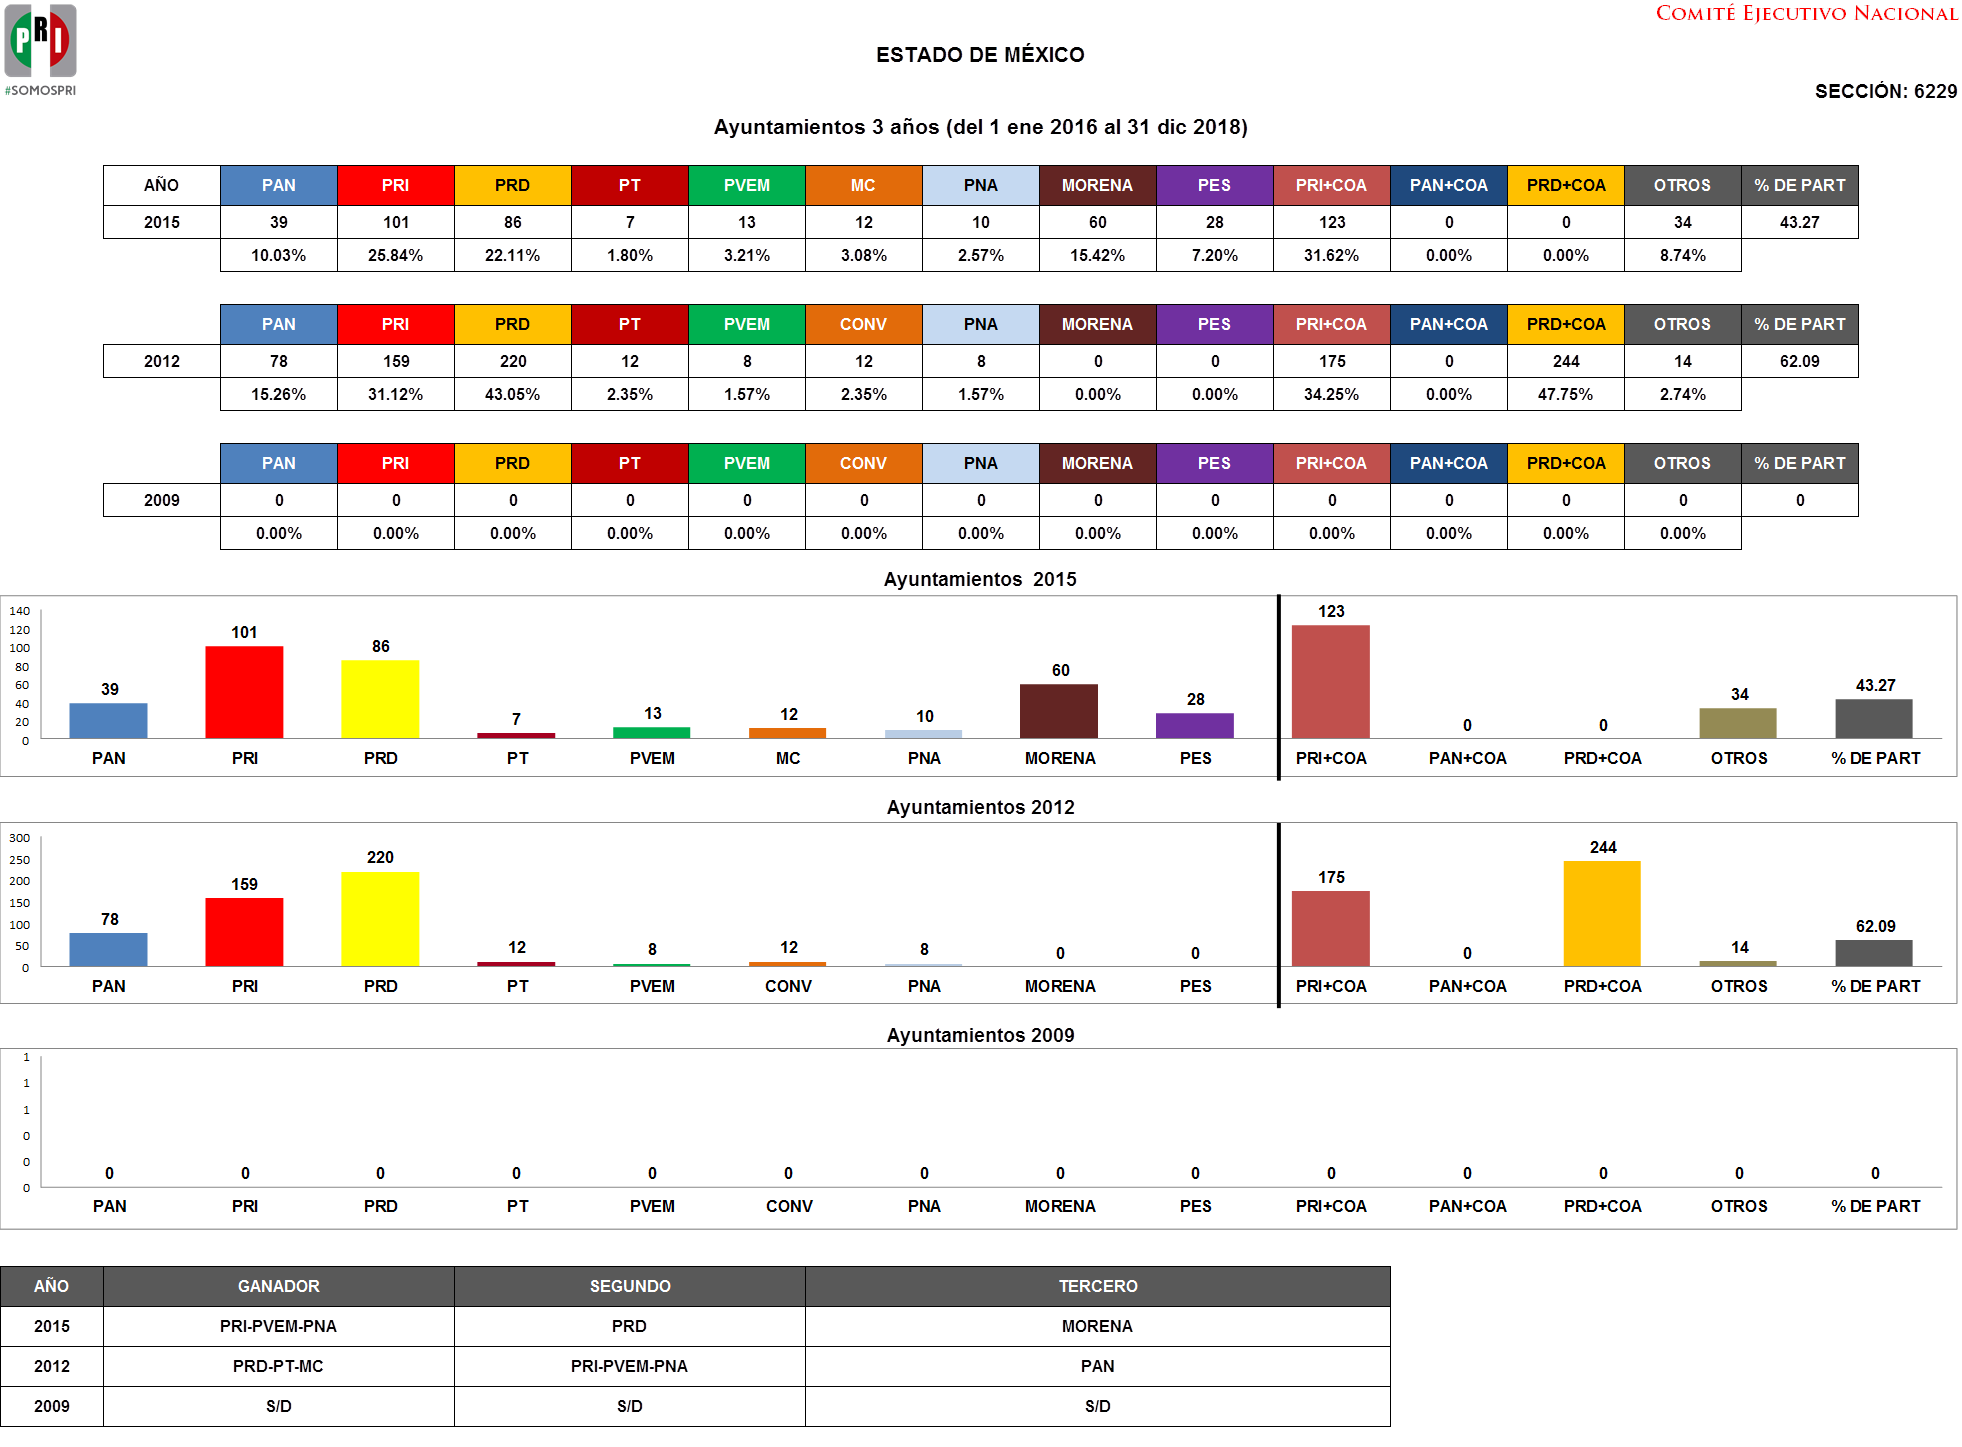 PRI
#SOMOSPRI
COMITÉ EJECUTIVO NACIONAL
ESTADO DE MÉXICO
SECCIÓN: 6229
Ayuntamientos 3 años (del 1 ene 2016 al 31 dic 2018)
AÑO PAN PRI PRD PT PVEM MC PNA MORENA PES PRI+COA PAN+COA PRD+COA OTROS % DE PART
2015 39 101 86 7 13 12 10 60 28 123 0 0 34 43.27
10.03% 25.84% 22.11% 1.80% 3.21% 3.08% 2.57% 15.42% 7.20% 31.62% 0.00% 0.00% 8.74%
PAN PRI PRD PT PVEM CONV PNA MORENA PES PRI+COA PAN+COA PRD+COA OTROS % DE PART
2012 78 159 220 12 8 12 8 0 0 175 0 244 14 62.09
15.26% 31.12% 43.05% 2.35% 1.57% 2.35% 1.57% 0.00% 0.00% 34.25% 0.00% 47.75% 2.74%
PAN PRI PRD PT PVEM CONV PNA MORENA PES PRI+COA PAN+COA PRD+COA OTROS % DE PART
2009 0 0 0 0 0 0 0 0 0 0 0 0 0 0
0.00% 0.00% 0.00% 0.00% 0.00% 0.00% 0.00% 0.00% 0.00% 0.00% 0.00% 0.00% 0.00%
Ayuntamientos 2015
140
120
100
80
60
40
20
0
39 101 86 7 13 12 10 60 28 123 0 0 34 43.27
PAN PRI PRD PT PVEM MC PNA MORENA PES PRI+COA PAN+COA PRD+COA OTROS % DE PART
Ayuntamientos 2012
300
250
200
150
100
50
0
78 159 220 12 8 12 8 0 0 175 0 244 14 62.09
PAN PRI PRD PT PVEM CONV PNA MORENA PES PRI+COA PAN+COA PRD+COA OTROS % DE PART
Ayuntamientos 2009
1
1
1
0
0
0
0 0 0 0 0 0 0 0 0 0 0 0 0 0
PAN PRI PRD PT PVEM CONV PNA MORENA PES PRI+COA PAN+COA PRD+COA OTROS % DE PART
AÑO GANADOR SEGUNDO TERCERO
2015 PRI-PVEM-PNA PRD MORENA
2012 PRD-PT-MC PRI-PVEM-PNA PAN
2009 S/D S/D S/D